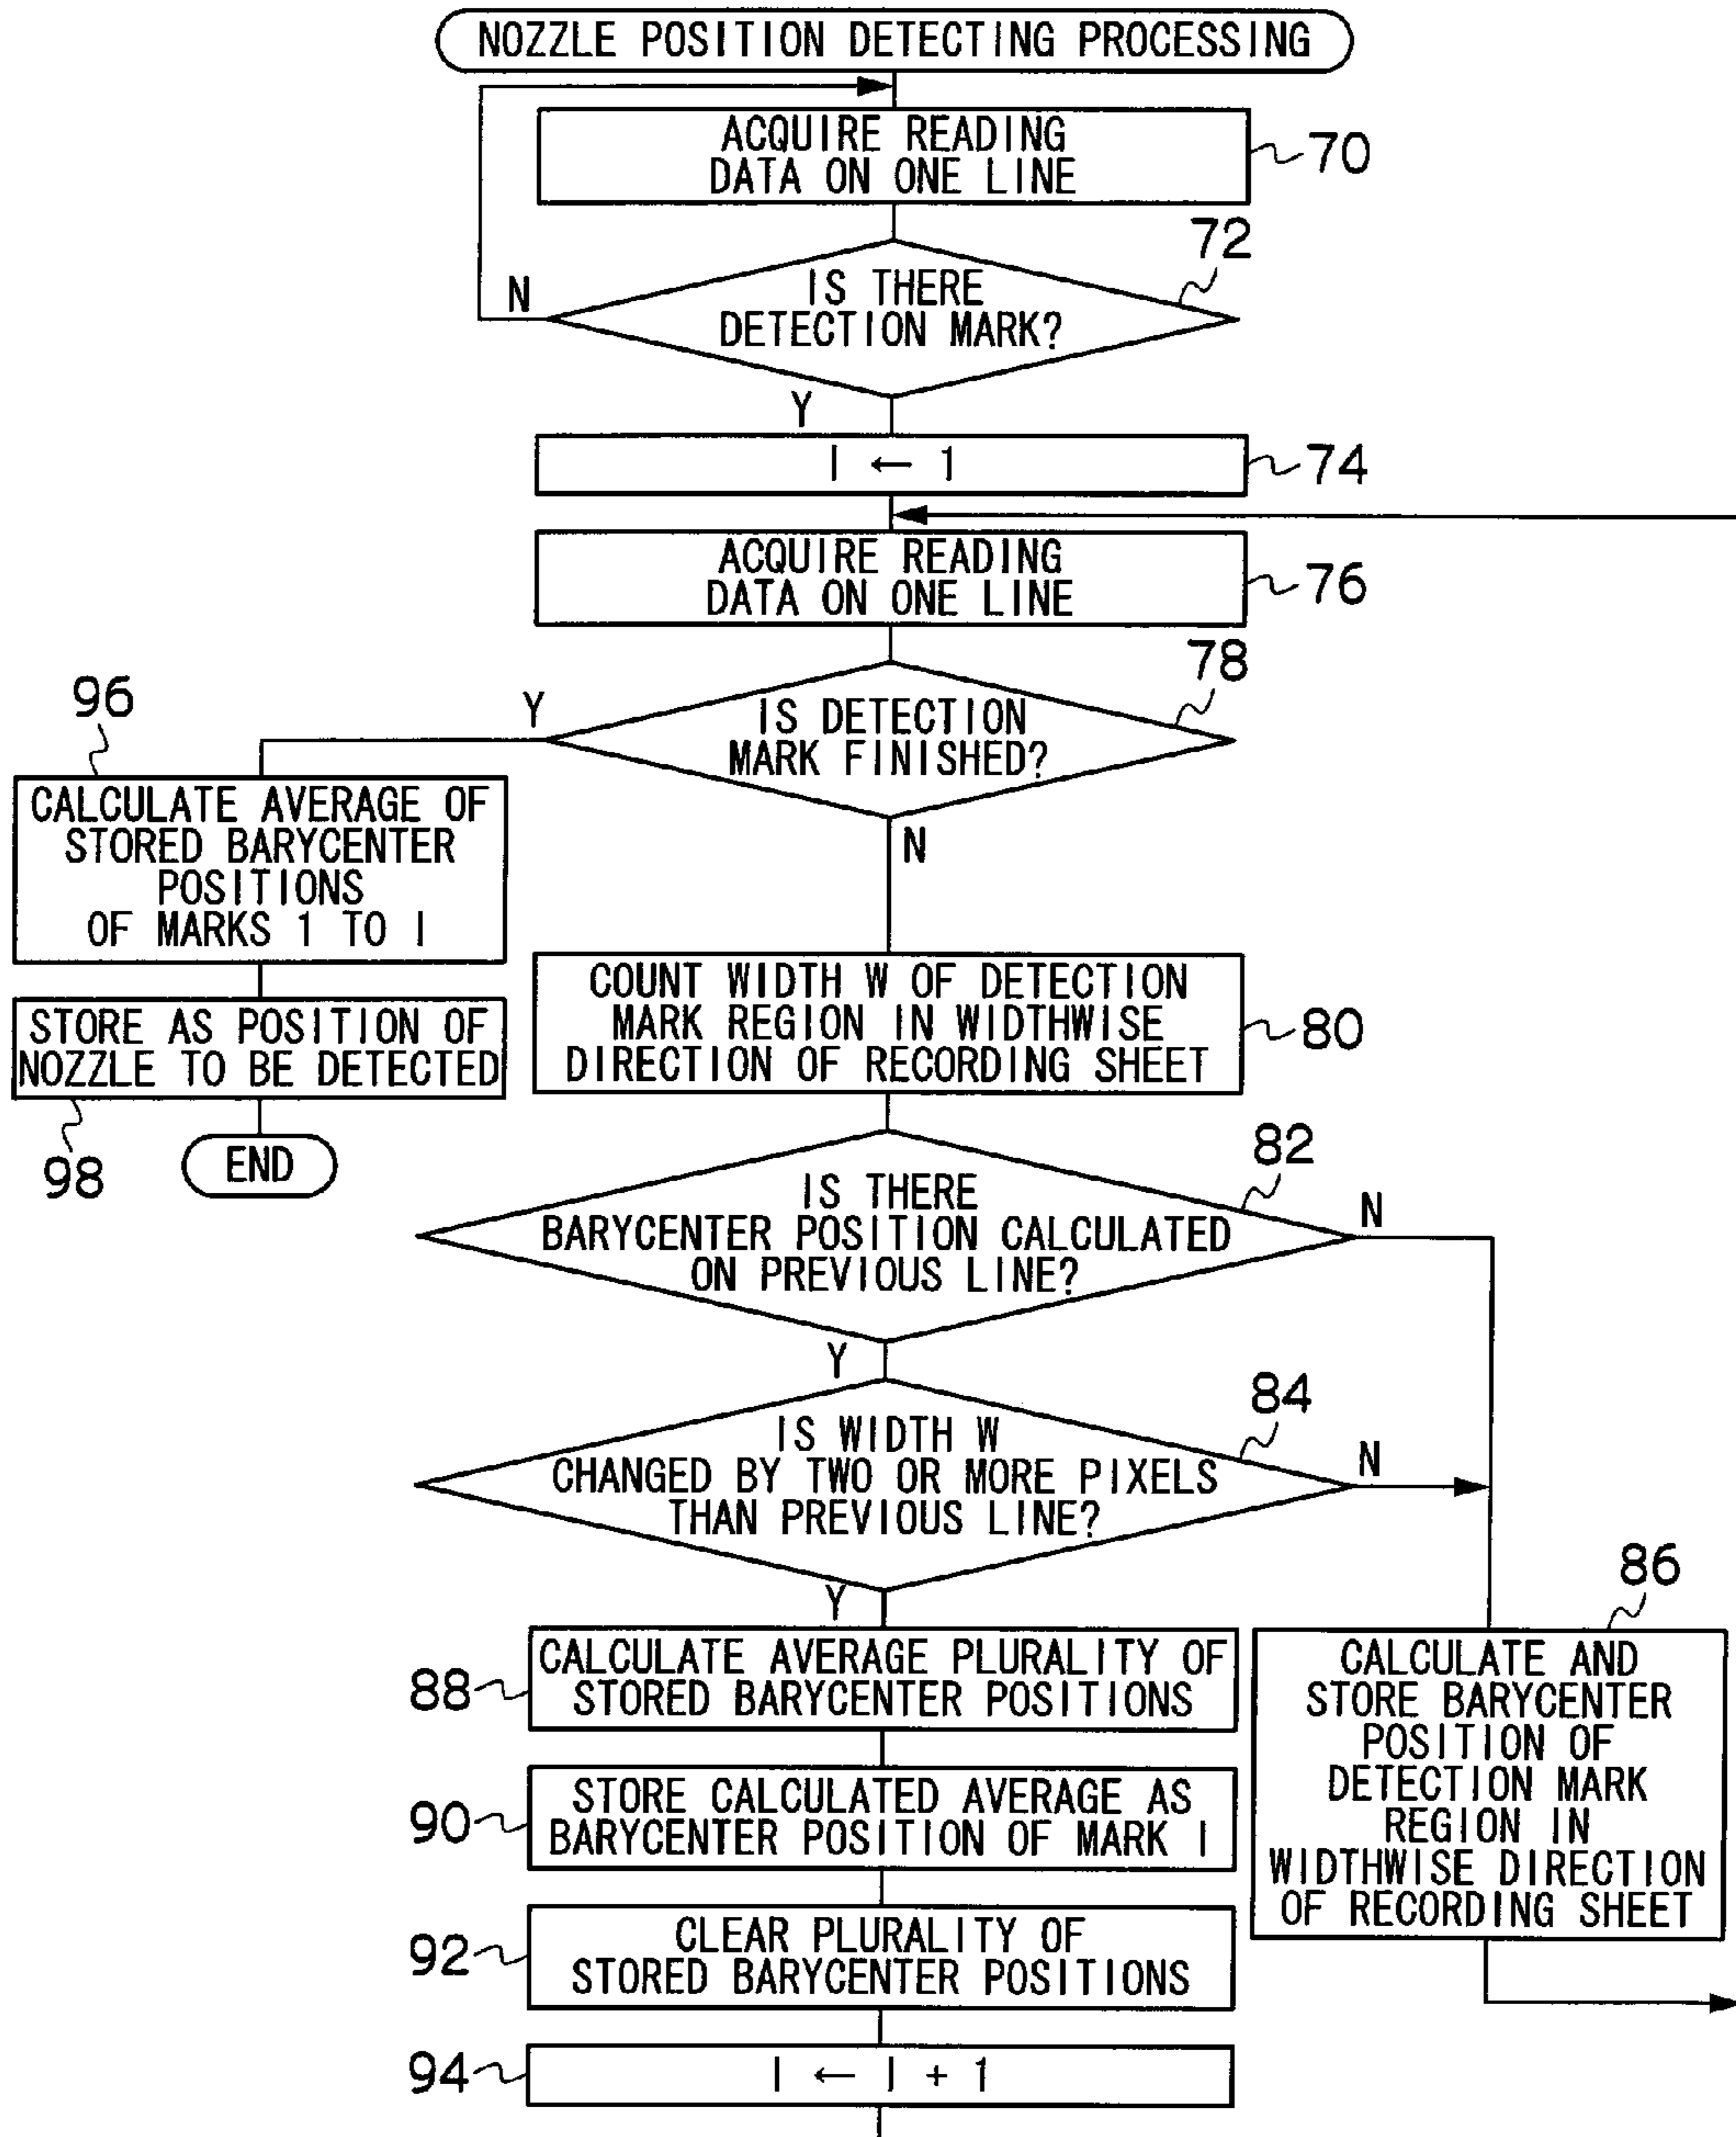 NOZZLE POSITION DETECTING PROCESSING
ACQUIRE READING
DATA ON ONE LINE
70
72
IS THERE
DETECTION MARK?
N
Y
I ← 1
74
ACQUIRE READING
DATA ON ONE LINE
76
78
IS DETECTION
MARK FINISHED?
Y
N
96
CALCULATE AVERAGE OF
STORED BARYCENTER
POSITIONS
OF MARKS 1 TO I
STORE AS POSITION OF
NOZZLE TO BE DETECTED
98
END
COUNT WIDTH W OF DETECTION
MARK REGION IN WIDTHWISE
DIRECTION OF RECORDING SHEET
80
82
IS THERE
BARYCENTER POSITION CALCULATED
ON PREVIOUS LINE?
N
Y
84
IS WIDTH W
CHANGED BY TWO OR MORE PIXELS
THAN PREVIOUS LINE?
N
Y
86
CALCULATE AND
STORE BARYCENTER
POSITION OF
DETECTION MARK
REGION IN
WIDTHWISE DIRECTION
OF RECORDING SHEET
88
CALCULATE AVERAGE PLURALITY OF
STORED BARYCENTER POSITIONS
90
STORE CALCULATED AVERAGE AS
BARYCENTER POSITION OF MARK I
92
CLEAR PLURALITY OF
STORED BARYCENTER POSITIONS
94
I ← I + 1